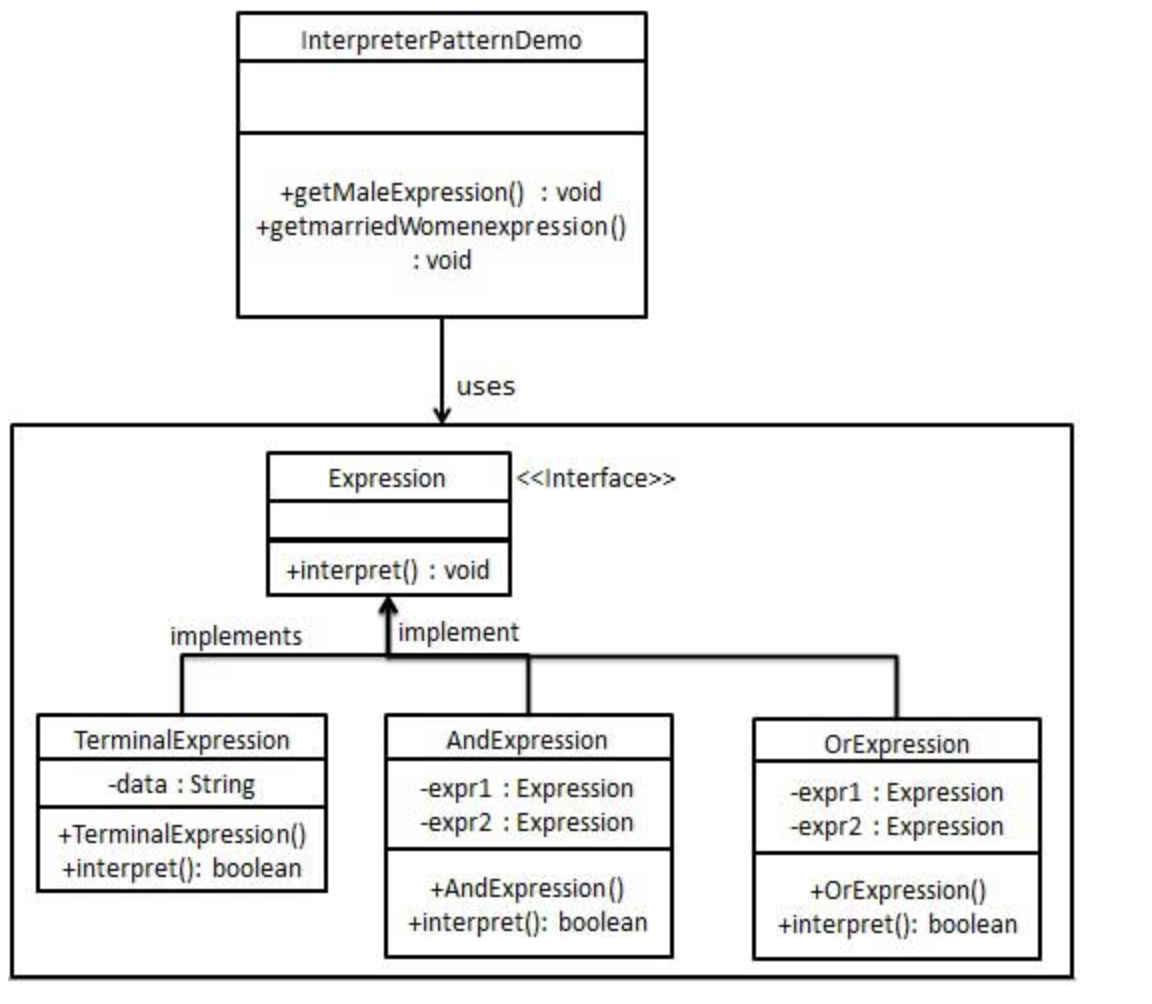 InterpreterPatternDemo
+getMaleExpression() : void
+getmarriedWomenexpression()
: void
uses
Expression
<<Interface>>
+interpret() : void
implements
implement
TerminalExpression
-data : String
+TerminalExpression()
+interpret(): boolean
AndExpression
-expr1 : Expression
-expr2 : Expression
+AndExpression()
+interpret(): boolean
OrExpression
-expr1 : Expression
-expr2 : Expression
+OrExpression()
+interpret(): boolean